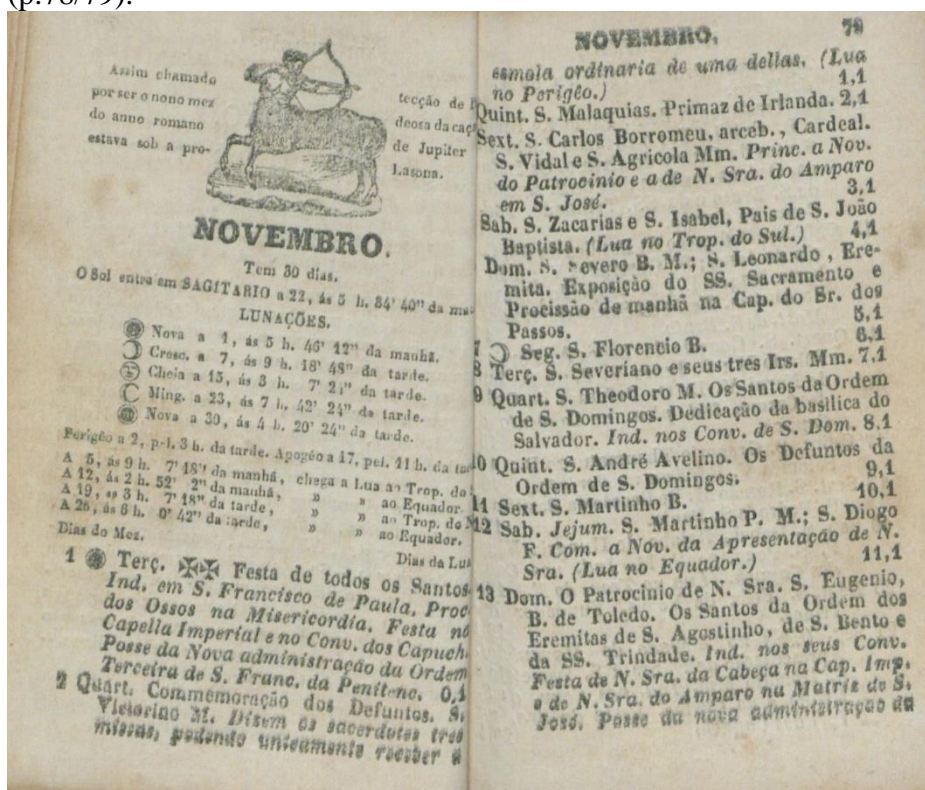 (p.78/79).
Assim chamado
por ser o nono mez
do anno romano
estava sob a pro-
tecção de
deosa da caç
de Jupiter
Lasona.
NOVEMBRO.
Tem 30 dias.
O Sol entra em SAGITARIO a 22, ás 5 h. 34' 40" da ma
LUNAÇÕES.
Nova a 1, ás 5 h. 46' 12" da manhã.
Cresc. a 7, ás 9 h. 18' 48" da tarde.
Cheia a 15, ás 3 h. 7' 21" da tarde.
Ming. a 23, ás 7 h. 42' 24" da tarde.
Nova a 30, ás 4 h. 20' 24" da tarde.
Perigêo a 2, pel. 3 h. da tarde. Apogêo a 17, pel. 11 h. da tar
A 5, ás 9 h. 7' 18" da manhã, chega a Lua ao Trop. do
A 12, ás 2 h. 52' 2" da manhã, » » ao Equador.
A 19, ás 3 h. 7' 18" da tarde, » » ao Trop. do
A 26, ás 6 h. 0' 42" da tarde, » » ao Equador.
Dias do Mez.
Dias da Lua
1 Terç. ✠✠ Festa de todos os Santos.
Ind. em S. Francisco de Paula, Proc
dos Ossos na Misericordia, Festa na
Capella Imperial e no Conv. dos Capuch.
Posse da Nova administração da Ordem
Terceira de S. Franc. da Penitenc. 0,1
2 Quart. Commemoração dos Defuntos. S.
Victorino M. Disem os sacerdotes tres
missas, podendo unicamente receber a
NOVEMBRO. 79
esmola ordinaria de uma dellas. (Lua
no Perigêo.) 1,1
Quint. S. Malaquias. Primaz de Irlanda. 2,1
Sext. S. Carlos Borromeu, arceb., Cardeal.
S. Vidal e S. Agricola Mm. Princ. a Nov.
do Patrocinio e a de N. Sra. do Amparo
em S. José. 3,1
Sab. S. Zacarias e S. Isabel, Pais de S. João
Baptista. (Lua no Trop. do Sul.) 4,1
Dom. S. Severo B. M.; S. Leonardo, Ere-
mita. Exposição do SS. Sacramento e
Procissão de manhã na Cap. do Sr. dos
Passos. 5,1
7 Seg. S. Florencio B. 6,1
8 Terç. S. Severiano e seus tres Irs. Mm. 7,1
9 Quart. S. Theodoro M. Os Santos da Ordem
de S. Domingos. Dedicação da basilica do
Salvador. Ind. nos Conv. de S. Dom. 8,1
10 Quint. S. André Avelino. Os Defuntos da
Ordem de S. Domingos. 9,1
11 Sext. S. Martinho B. 10,1
12 Sab. Jejum. S. Martinho P. M.; S. Diogo
F. Com. a Nov. da Apresentação de N.
Sra. (Lua no Equador.) 11,1
13 Dom. O Patrocinio de N. Sra. S. Eugenio,
B. de Toledo. Os Santos da Ordem dos
Eremitas de S. Agostinho, de S. Bento e
da SS. Trindade. Ind. nos seus Conv.
Festa de N. Sra. da Cabeça na Cap. Imp.
e de N. Sra. do Amparo na Matriz de S.
José. Posse da nova administração da